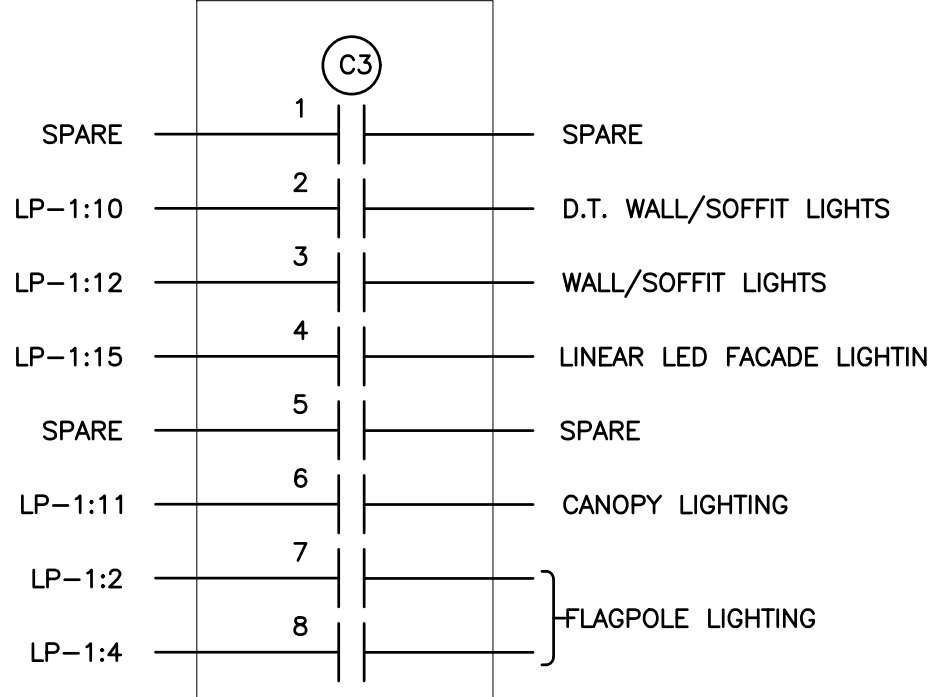 C3
1
SPARE SPARE
2
LP-1:10 D.T. WALL/SOFFIT LIGHTS
3
LP-1:12 WALL/SOFFIT LIGHTS
4
LP-1:15 LINEAR LED FACADE LIGHTIN
5
SPARE SPARE
6
LP-1:11 CANOPY LIGHTING
7
LP-1:2
FLAGPOLE LIGHTING
8
LP-1:4